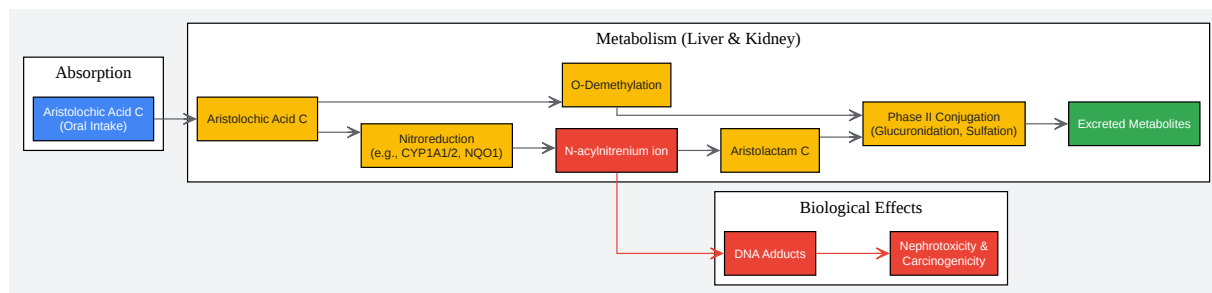 Metabolism (Liver & Kidney)
Absorption
Aristolochic Acid C
(Oral Intake)
Aristolochic Acid C
O-Demethylation
Nitroreduction
(e.g., CYP1A1/2, NQO1)
N-acylnitrenium ion
Aristolactam C
Phase II Conjugation
(Glucuronidation, Sulfation)
Excreted Metabolites
Biological Effects
DNA Adducts
Nephrotoxicity &
Carcinogenicity